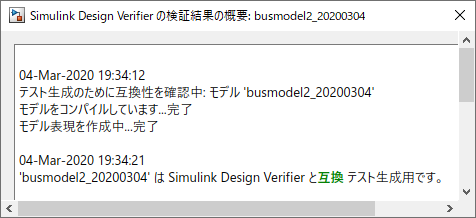 Simulink Design Verifier の検証結果の概要: busmodel2_20200304
04-Mar-2020 19:34:12
テスト生成のために互換性を確認中: モデル 'busmodel2_20200304'
モデルをコンパイルしています...完了
モデル表現を作成中...完了
04-Mar-2020 19:34:21
'busmodel2_20200304' は Simulink Design Verifier と互換 テスト生成用です。